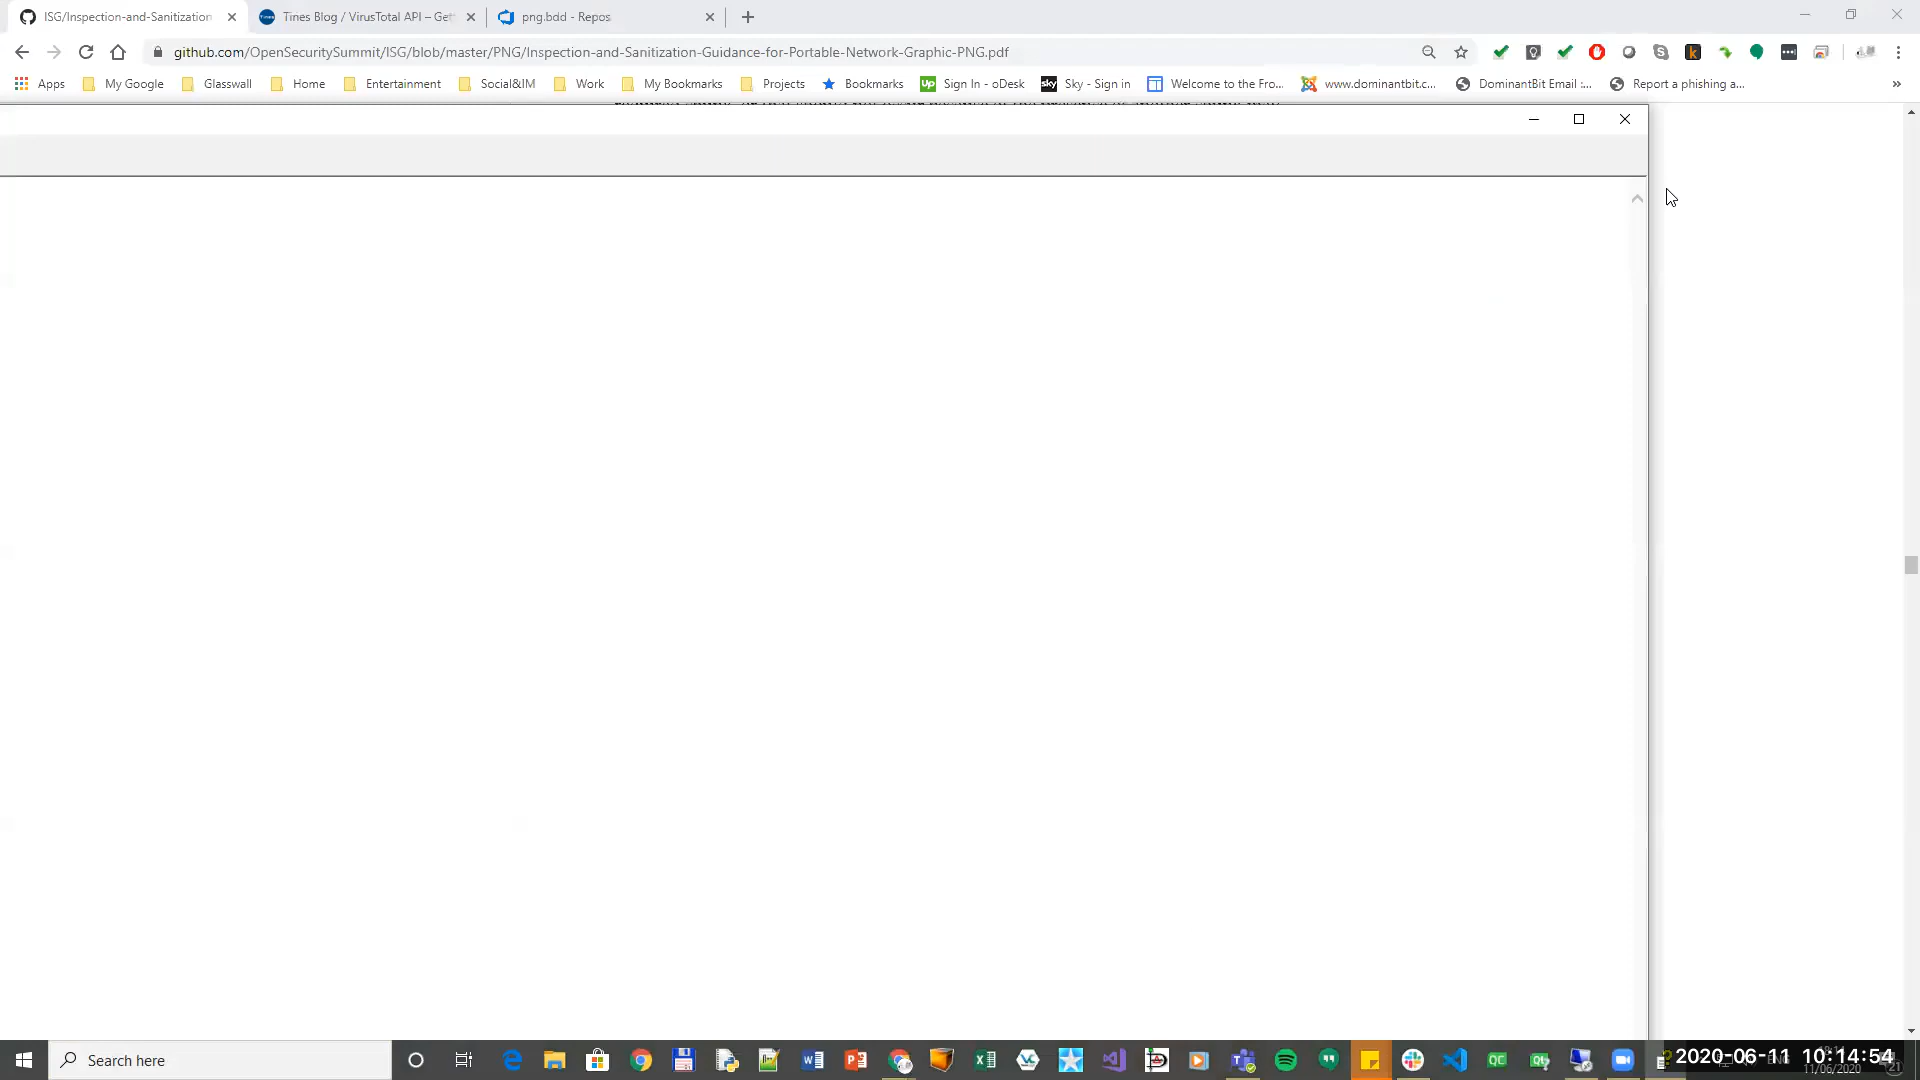 ISG/Inspection-and-Sanitization
Tines Blog / VirusTotal API – Get
png.bdd - Repos
github.com/OpenSecuritySummit/ISG/blob/master/PNG/Inspection-and-Sanitization-Guidance-for-Portable-Network-Graphic-PNG.pdf
Apps
My Google
Glasswall
Home
Entertainment
Social&IM
Work
My Bookmarks
Projects
Bookmarks
Sign In - oDesk
Sky - Sign in
Welcome to the Fro...
www.dominantbit.c...
DominantBit Email :...
Report a phishing a...
»
Search here
2020-06-11 10:14:54
11/06/2020